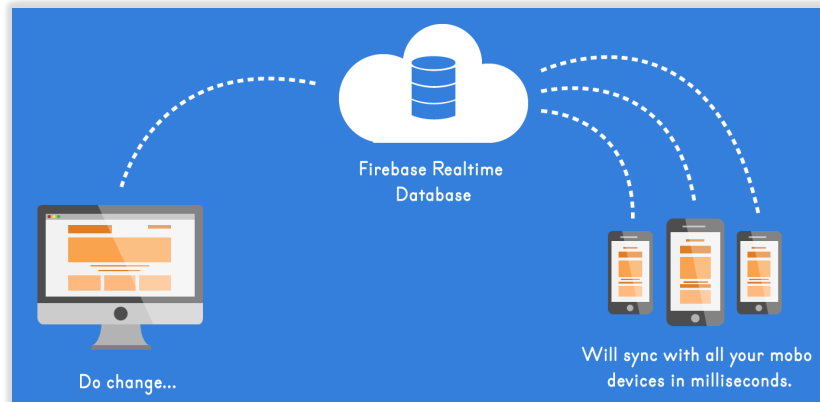 Firebase Realtime
Database
Do change...
Will sync with all your mobo
devices in milliseconds.